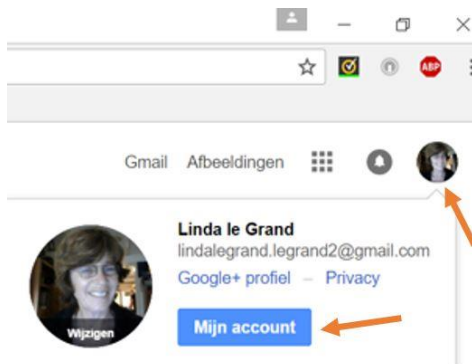 ABP
Gmail Afbeeldingen
Linda le Grand
lindalegrand.legrand2@gmail.com
Google+ profiel – Privacy
Wijzigen
Mijn account